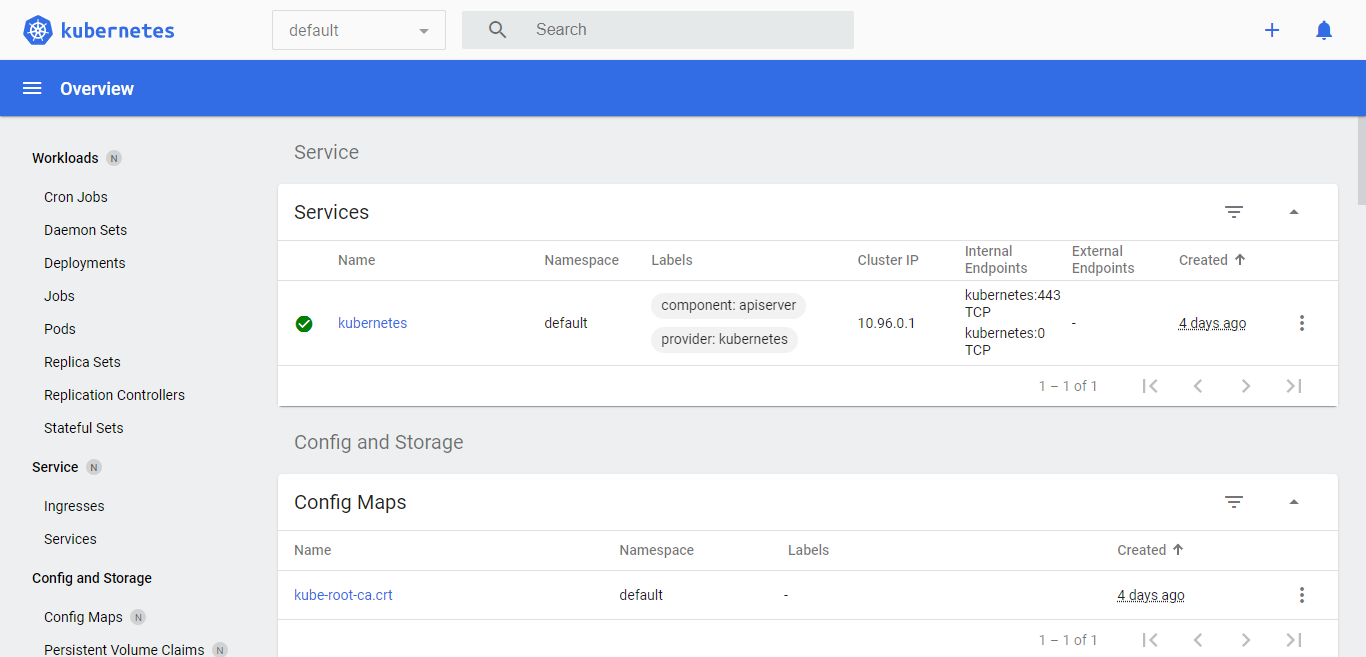 kubernetes
default
Search
Overview
Workloads N
Cron Jobs
Daemon Sets
Deployments
Jobs
Pods
Replica Sets
Replication Controllers
Stateful Sets
Service N
Ingresses
Services
Config and Storage
Config Maps N
Persistent Volume Claims N
Service
Services
Name Namespace Labels Cluster IP Internal Endpoints External Endpoints Created
kubernetes default component: apiserver provider: kubernetes 10.96.0.1 kubernetes:443 TCP kubernetes:0 TCP - 4 days ago
1 – 1 of 1
Config and Storage
Config Maps
Name Namespace Labels Created
kube-root-ca.crt default - 4 days ago
1 – 1 of 1